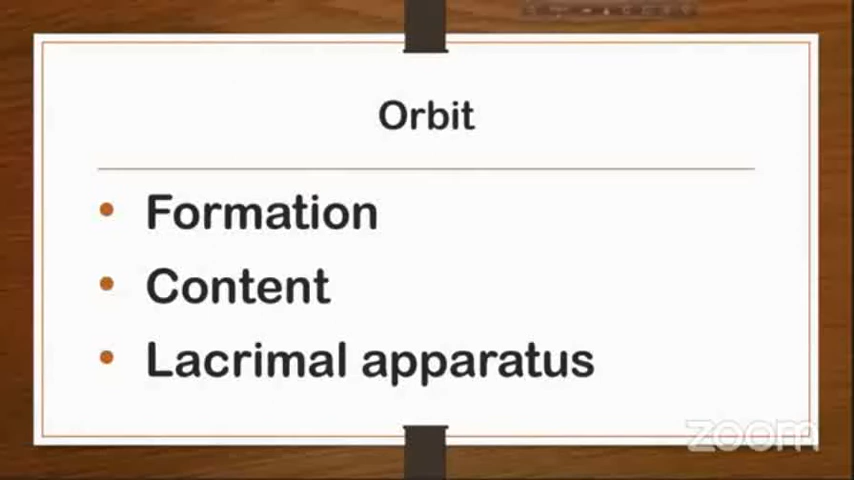 Orbit
Formation
Content
Lacrimal apparatus
zoom